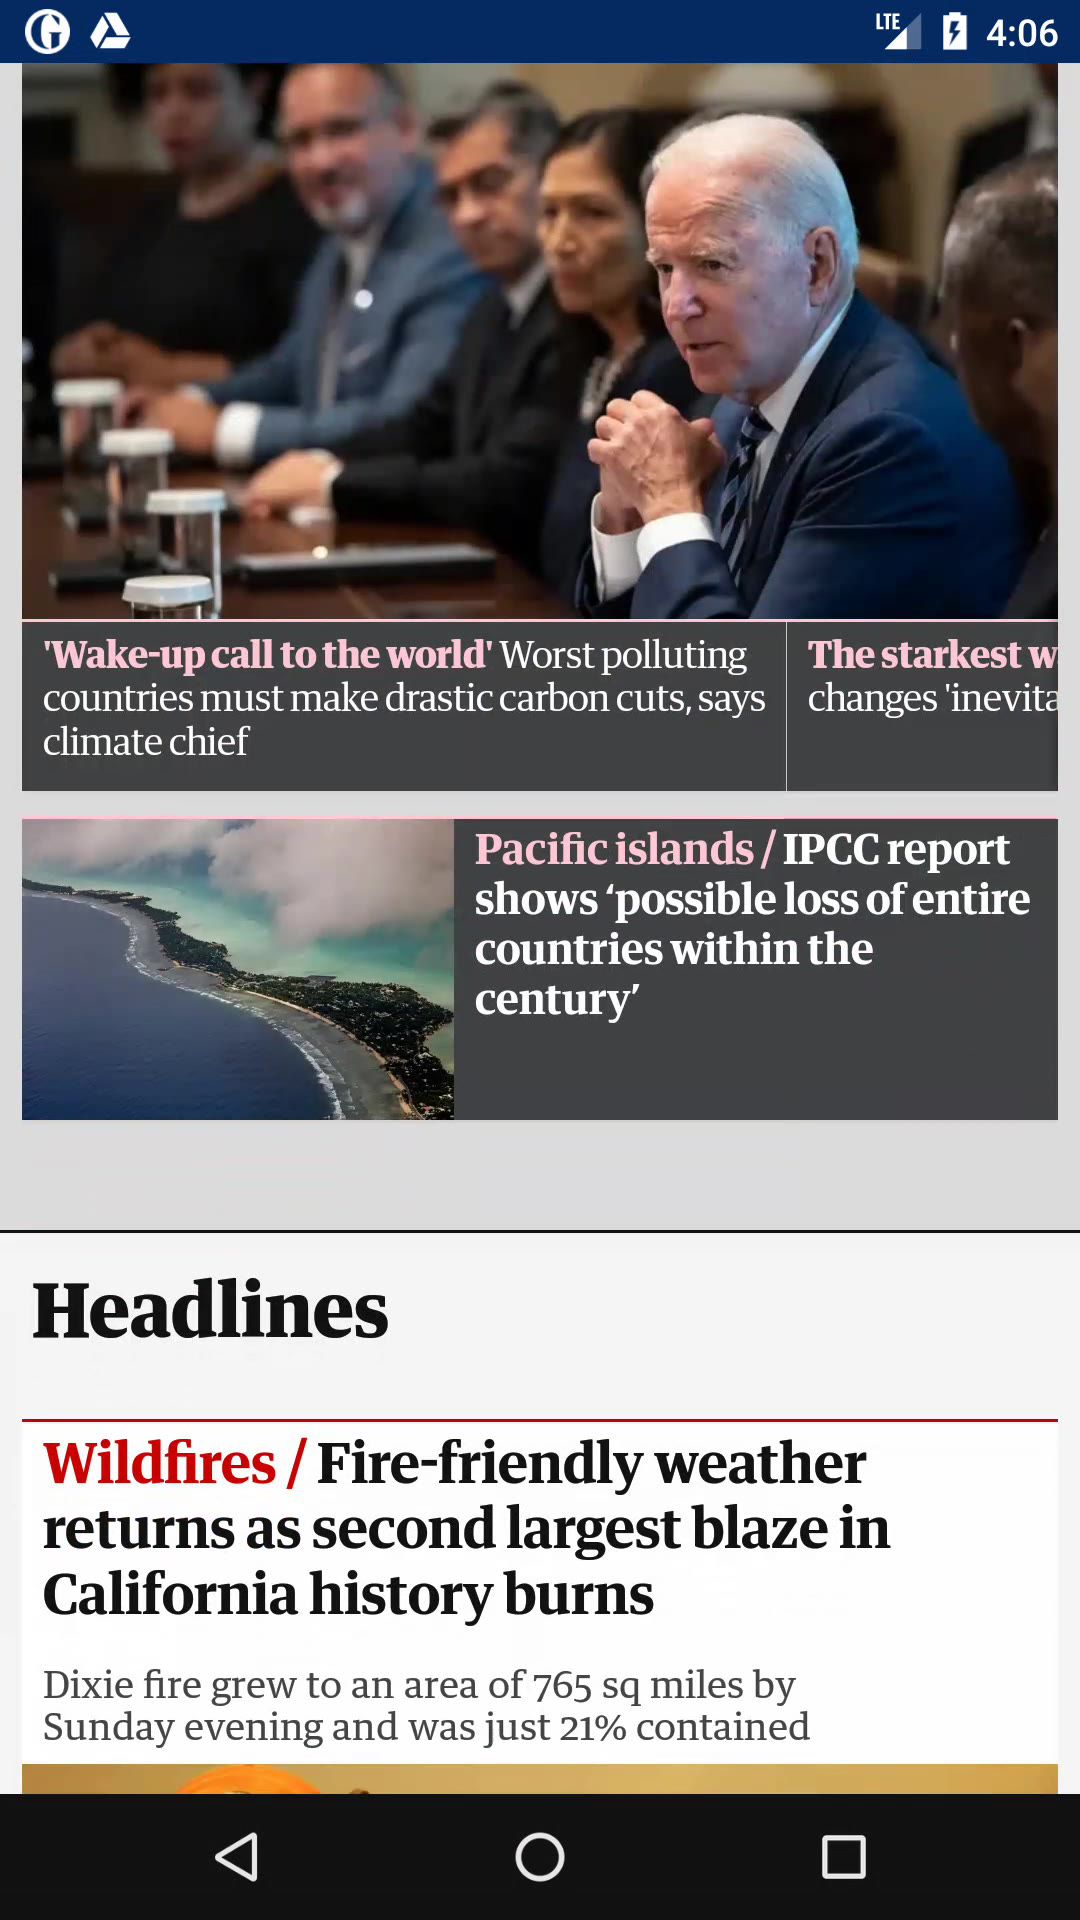 LTE 4:06
'Wake-up call to the world' Worst polluting
countries must make drastic carbon cuts, says
climate chief
The starkest w
changes 'inevita
Pacific islands / IPCC report
shows ‘possible loss of entire
countries within the
century’
Headlines
Wildfires / Fire-friendly weather
returns as second largest blaze in
California history burns
Dixie fire grew to an area of 765 sq miles by
Sunday evening and was just 21% contained